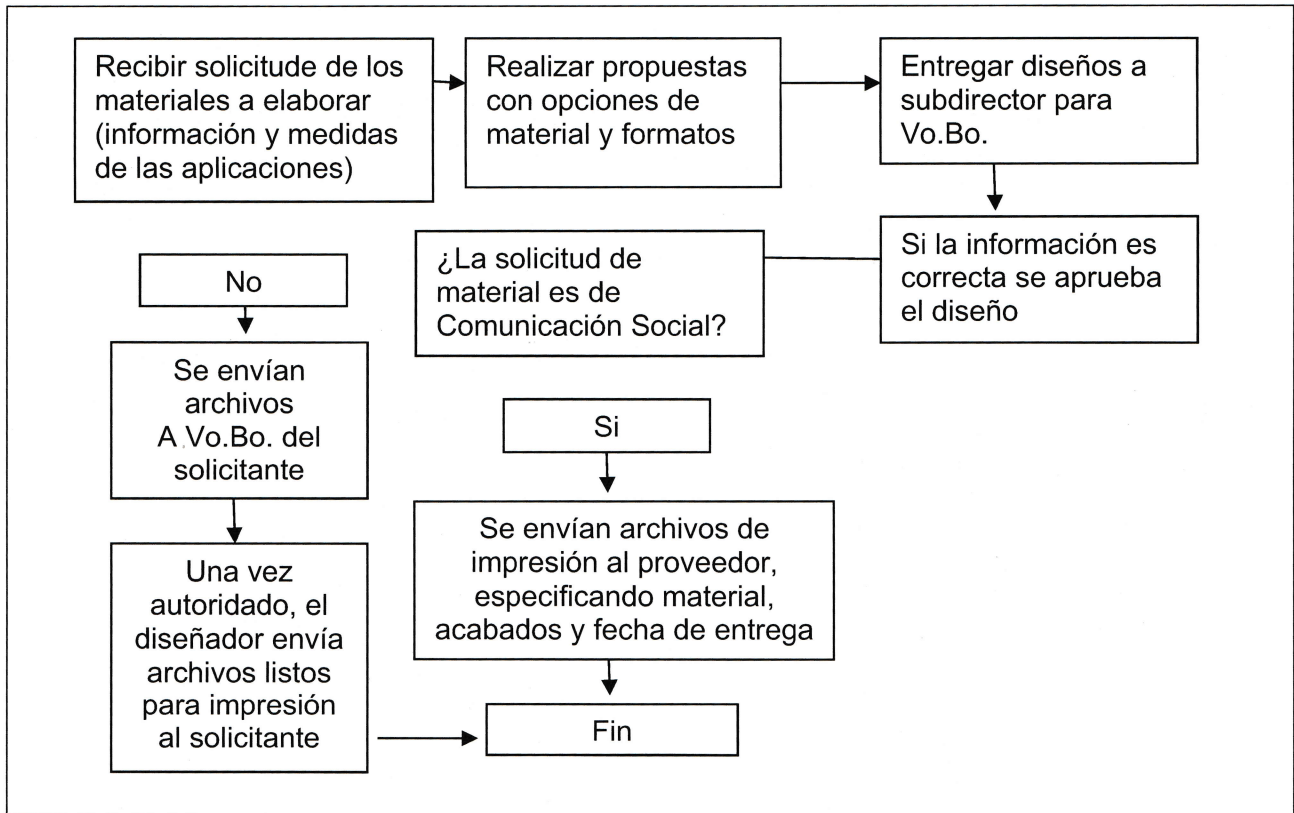 Recibir solicitude de los
materiales a elaborar
(información y medidas
de las aplicaciones)
Realizar propuestas
con opciones de
material y formatos
Entregar diseños a
subdirector para
Vo.Bo.
Si la información es
correcta se aprueba
el diseño
¿La solicitud de
material es de
Comunicación Social?
No
Se envían
archivos
A Vo.Bo. del
solicitante
Una vez
autoridado, el
diseñador envía
archivos listos
para impresión
al solicitante
Si
Se envían archivos de
impresión al proveedor,
especificando material,
acabados y fecha de entrega
Fin